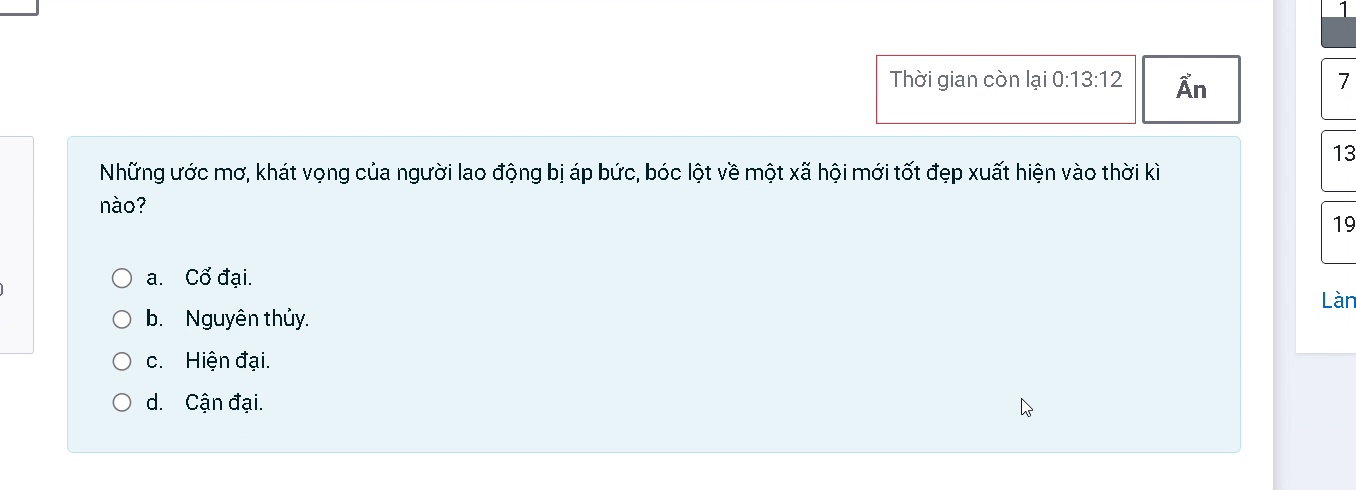 Thời gian còn lại 0:13:12
Ẩn
Những ước mơ, khát vọng của người lao động bị áp bức, bóc lột về một xã hội mới tốt đẹp xuất hiện vào thời kì
nào?
a. Cổ đại.
b. Nguyên thủy.
c. Hiện đại.
d. Cận đại.
1
7
13
19